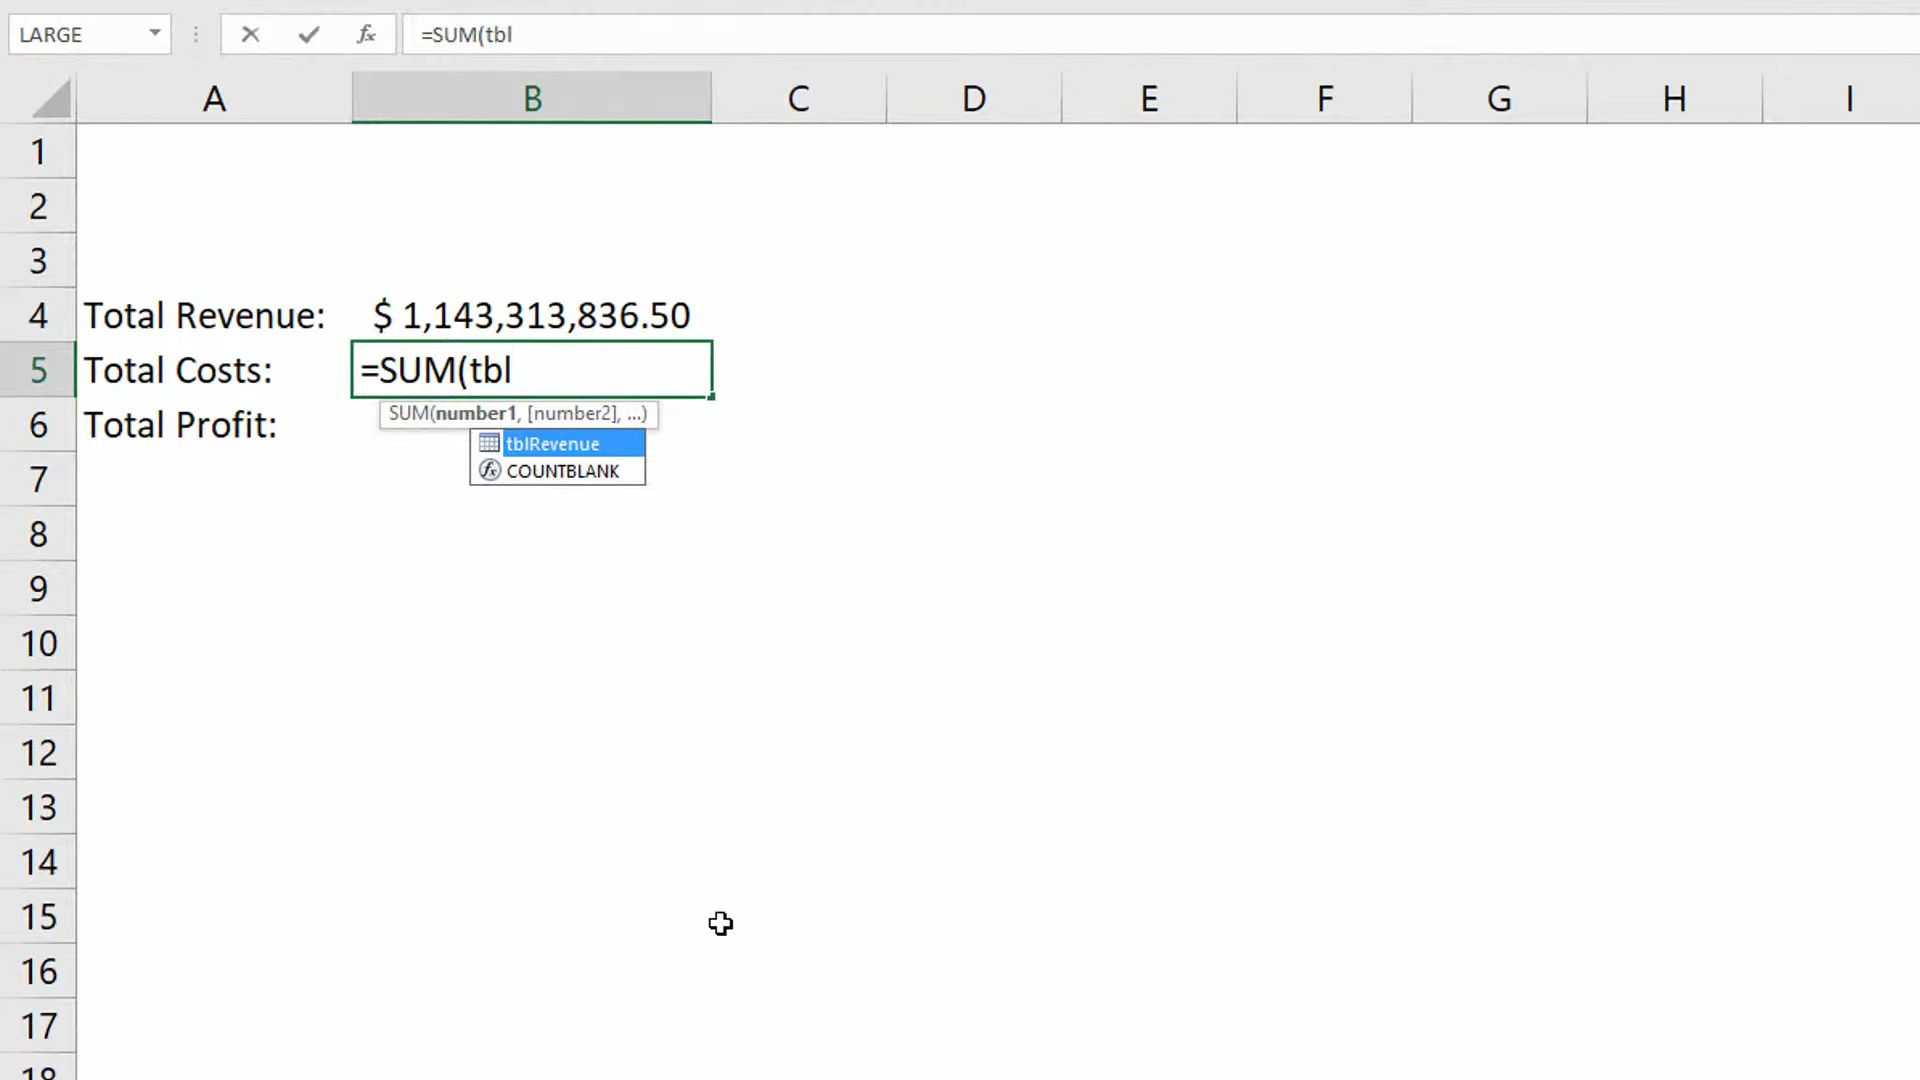 LARGE
=SUM(tbl
A B C D E F G H I
1
2
3
4 Total Revenue: $ 1,143,313,836.50
5 Total Costs: =SUM(tbl
SUM(number1, [number2], ...)
6 Total Profit:
tblRevenue
COUNTBLANK
7
8
9
10
11
12
13
14
15
16
17
18